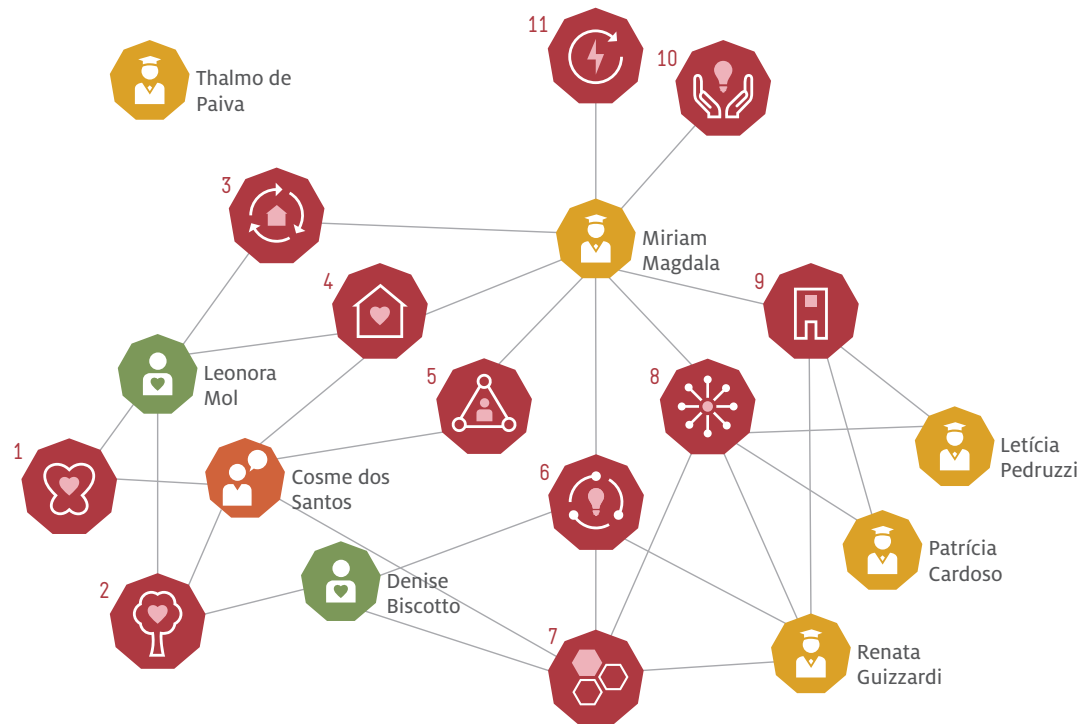 11
10
Thalmo de
Paiva
3
Miriam
Magdala
4
9
Leonora
Mol
5
8
1
Cosme dos
Santos
6
Letícia
Pedruzzi
2
Denise
Biscotto
Patrícia
Cardoso
7
Renata
Guizzardi